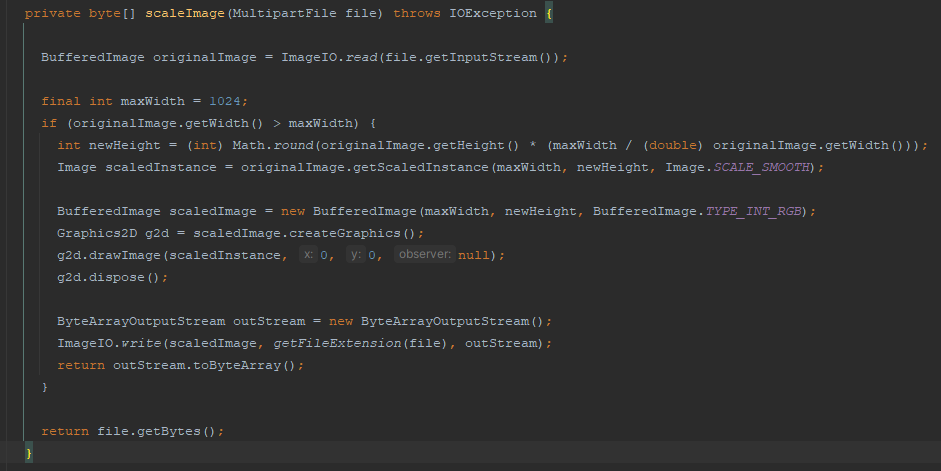 private byte[] scaleImage(MultipartFile file) throws IOException {
BufferedImage originalImage = ImageIO.read(file.getInputStream());
final int maxWidth = 1024;
if (originalImage.getWidth() > maxWidth) {
int newHeight = (int) Math.round(originalImage.getHeight() * (maxWidth / (double) originalImage.getWidth()));
Image scaledInstance = originalImage.getScaledInstance(maxWidth, newHeight, Image.SCALE_SMOOTH);
BufferedImage scaledImage = new BufferedImage(maxWidth, newHeight, BufferedImage.TYPE_INT_RGB);
Graphics2D g2d = scaledImage.createGraphics();
g2d.drawImage(scaledInstance, x: 0, y: 0, observer: null);
g2d.dispose();
ByteArrayOutputStream outStream = new ByteArrayOutputStream();
ImageIO.write(scaledImage, getFileExtension(file), outStream);
return outStream.toByteArray();
}
return file.getBytes();
}